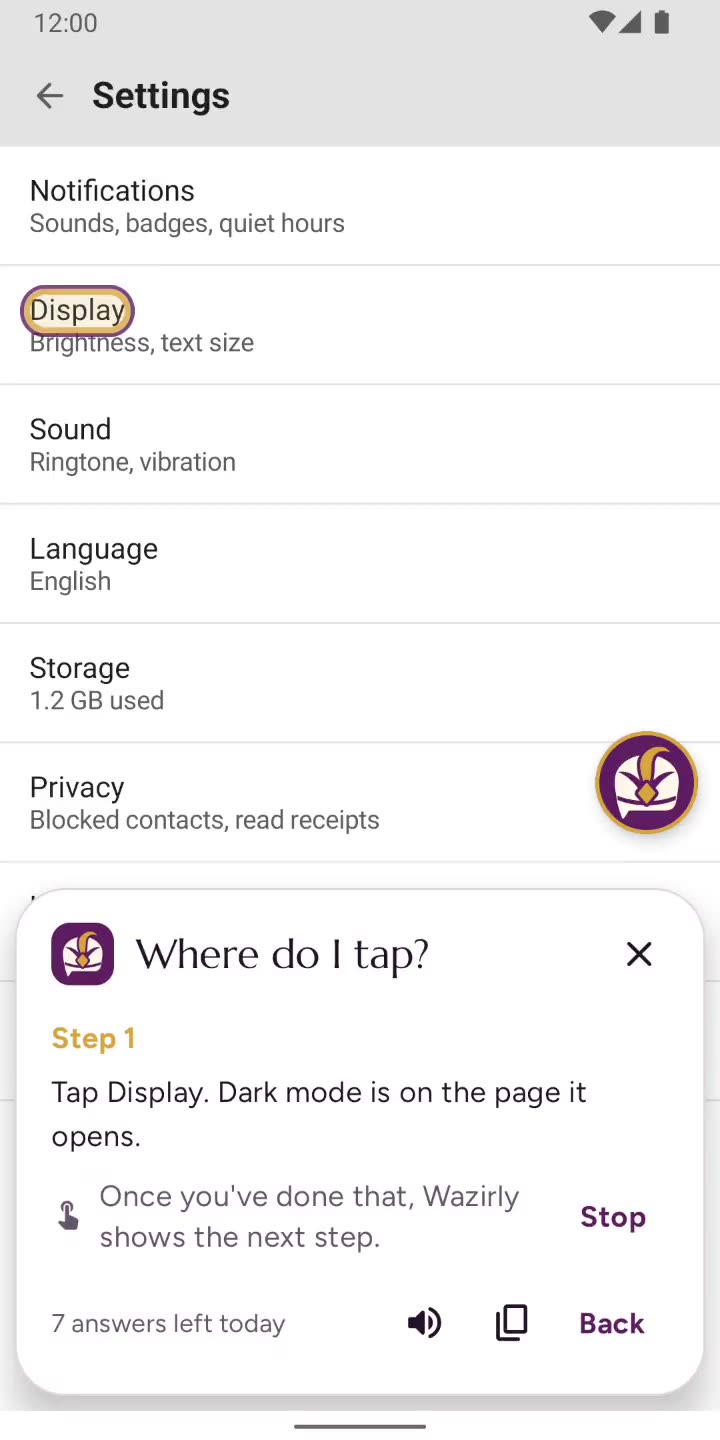 12:00
Settings
Notifications
Sounds, badges, quiet hours
Display
Brightness, text size
Sound
Ringtone, vibration
Language
English
Storage
1.2 GB used
Privacy
Blocked contacts, read receipts
Where do I tap?
Step 1
Tap Display. Dark mode is on the page it
opens.
Once you've done that, Wazirly
shows the next step.
Stop
7 answers left today
Back